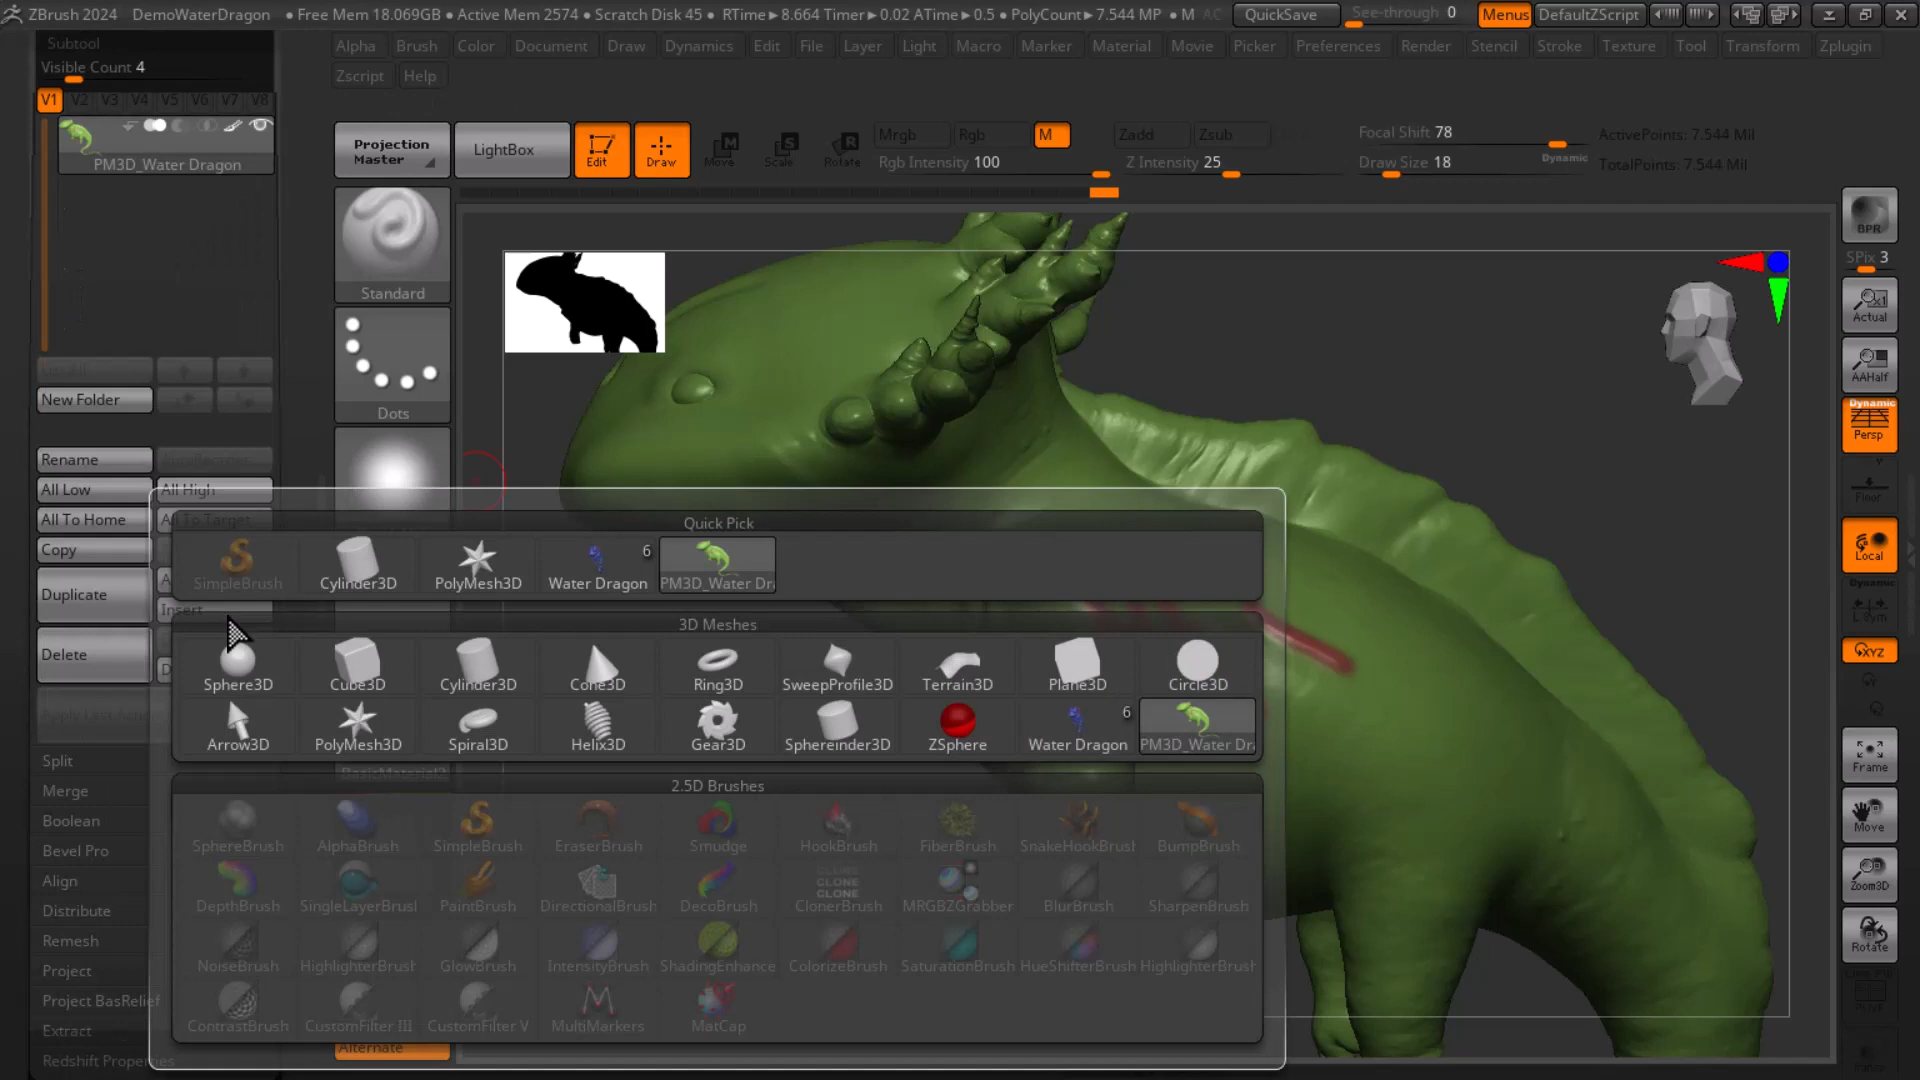 ZBrush 2024 DemoWaterDragon ● Free Mem 18.069GB ● Active Mem 2574 ● Scratch Disk 45 ● RTime►8.664 Timer►0.02 ATime►0.5 ● PolyCount►7.544 MP ● M AC QuickSave See-through 0 Menus DefaultZScript
Subtool
Alpha Brush Color Document Draw Dynamics Edit File Layer Light Macro Marker Material Movie Picker Preferences Render Stencil Stroke Texture Tool Transform Zplugin
Visible Count 4
Zscript Help
V1 V2 V3 V4 V5 V6 V7 V8
PM3D_Water Dragon
Projection Master
LightBox
Edit Draw Move Scale Rotate
Mrgb Rgb M
Rgb Intensity 100
Zadd Zsub
Z Intensity 25
Focal Shift 78
Draw Size 18
Dynamic
ActivePoints: 7.544 Mil
TotalPoints: 7.544 Mil
Standard
Dots
BPR
SPix 3
Actual
AAHalf
Dynamic
Persp
Floor
Local
Dynamic
L.Sym
XYZ
Frame
Move
Zoom3D
Rotate
New Folder
Rename
All Low All High
All To Home All To Target
Copy
Duplicate
Insert
Delete
Split
Merge
Boolean
Bevel Pro
Align
Distribute
Remesh
Project
Project BasRelief
Extract
Redshift Properties
Quick Pick
6
SimpleBrush Cylinder3D PolyMesh3D Water Dragon PM3D_Water Dr
3D Meshes
Sphere3D Cube3D Cylinder3D Cone3D Ring3D SweepProfile3D Terrain3D Plane3D Circle3D
6
Arrow3D PolyMesh3D Spiral3D Helix3D Gear3D Sphereinder3D ZSphere Water Dragon PM3D_Water Dr
BasicMaterial2
2.5D Brushes
SphereBrush AlphaBrush SimpleBrush EraserBrush Smudge HookBrush FiberBrush SnakeHookBrush BumpBrush
CLONE
CLONE
CLONE
DepthBrush SingleLayerBrusl PaintBrush DirectionalBrush DecoBrush ClonerBrush MRGBZGrabber BlurBrush SharpenBrush
NoiseBrush HighlighterBrush GlowBrush IntensityBrush ShadingEnhance ColorizeBrush SaturationBrush HueShifterBrush HighlighterBrush
ContrastBrush CustomFilter III CustomFilter V MultiMarkers MatCap
Alternate